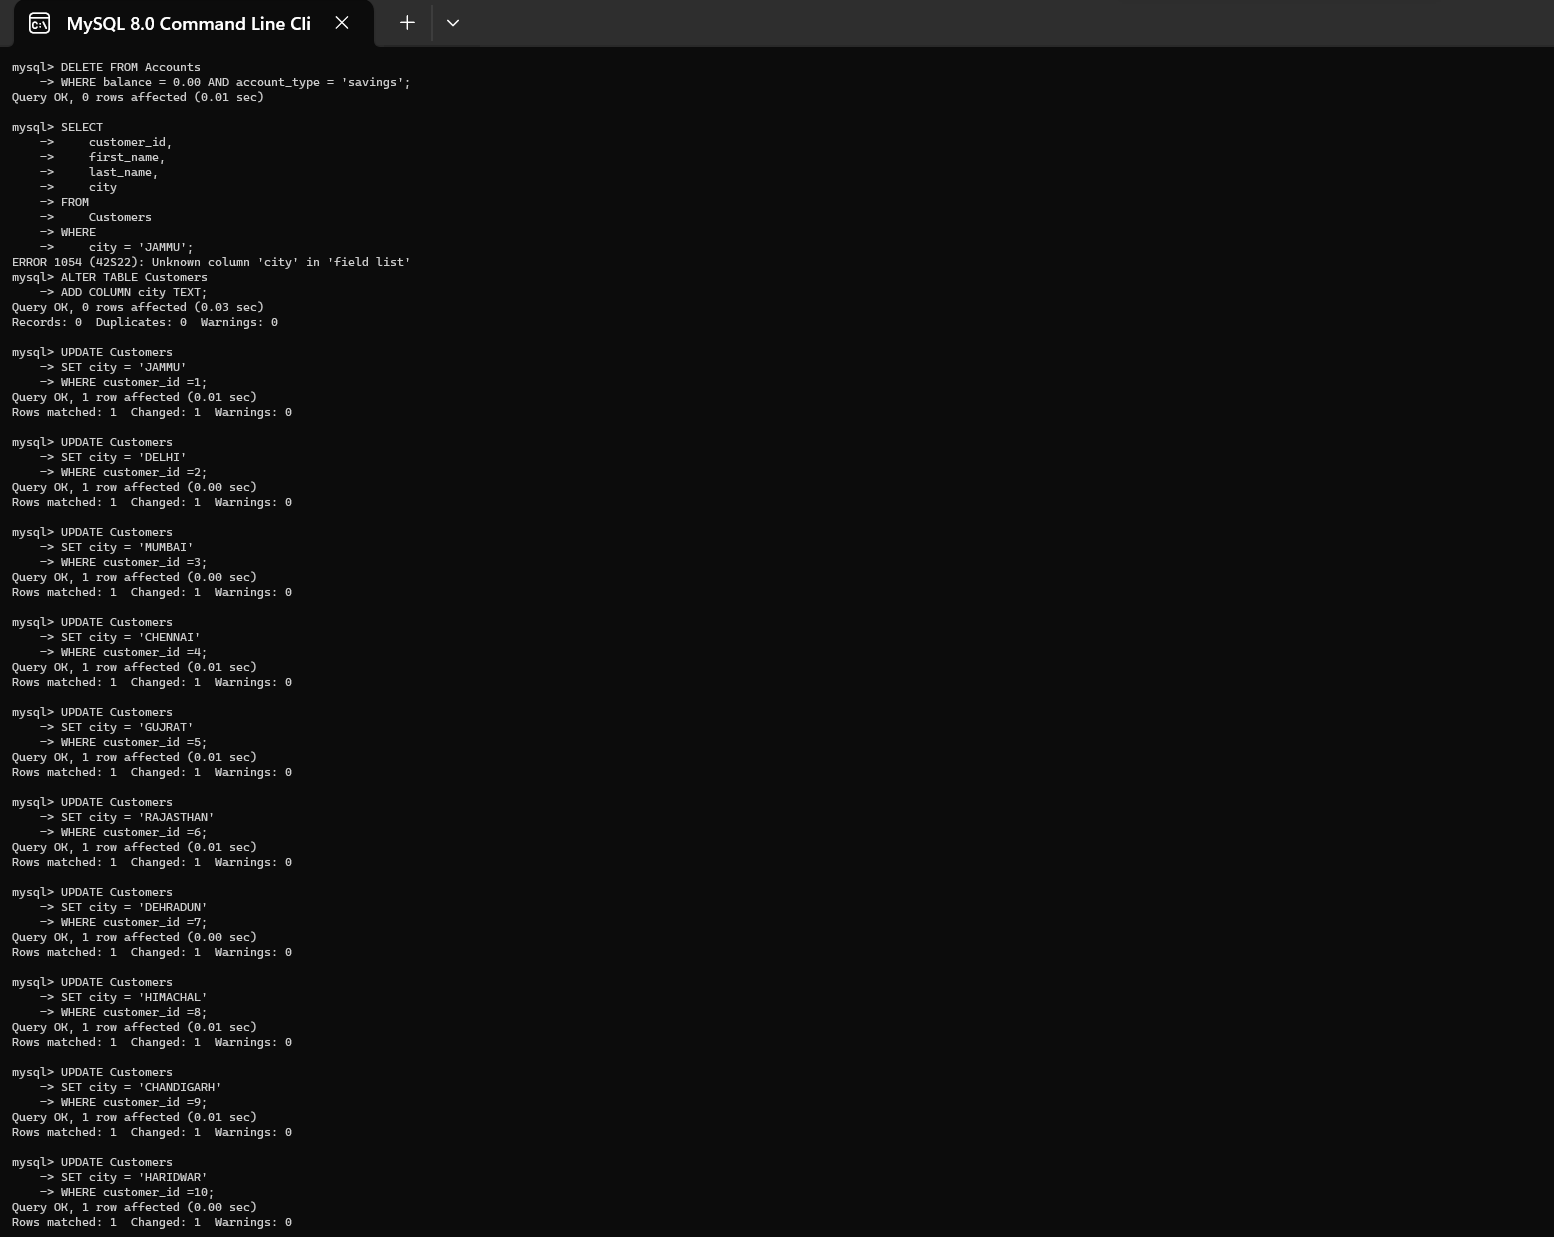 MySQL 8.0 Command Line Cli
mysql> DELETE FROM Accounts
    -> WHERE balance = 0.00 AND account_type = 'savings';
Query OK, 0 rows affected (0.01 sec)
mysql> SELECT
    ->     customer_id,
    ->     first_name,
    ->     last_name,
    ->     city
    -> FROM
    ->     Customers
    -> WHERE
    ->     city = 'JAMMU';
ERROR 1054 (42S22): Unknown column 'city' in 'field list'
mysql> ALTER TABLE Customers
    -> ADD COLUMN city TEXT;
Query OK, 0 rows affected (0.03 sec)
Records: 0  Duplicates: 0  Warnings: 0
mysql> UPDATE Customers
    -> SET city = 'JAMMU'
    -> WHERE customer_id =1;
Query OK, 1 row affected (0.01 sec)
Rows matched: 1  Changed: 1  Warnings: 0
mysql> UPDATE Customers
    -> SET city = 'DELHI'
    -> WHERE customer_id =2;
Query OK, 1 row affected (0.00 sec)
Rows matched: 1  Changed: 1  Warnings: 0
mysql> UPDATE Customers
    -> SET city = 'MUMBAI'
    -> WHERE customer_id =3;
Query OK, 1 row affected (0.00 sec)
Rows matched: 1  Changed: 1  Warnings: 0
mysql> UPDATE Customers
    -> SET city = 'CHENNAI'
    -> WHERE customer_id =4;
Query OK, 1 row affected (0.01 sec)
Rows matched: 1  Changed: 1  Warnings: 0
mysql> UPDATE Customers
    -> SET city = 'GUJRAT'
    -> WHERE customer_id =5;
Query OK, 1 row affected (0.01 sec)
Rows matched: 1  Changed: 1  Warnings: 0
mysql> UPDATE Customers
    -> SET city = 'RAJASTHAN'
    -> WHERE customer_id =6;
Query OK, 1 row affected (0.01 sec)
Rows matched: 1  Changed: 1  Warnings: 0
mysql> UPDATE Customers
    -> SET city = 'DEHRADUN'
    -> WHERE customer_id =7;
Query OK, 1 row affected (0.00 sec)
Rows matched: 1  Changed: 1  Warnings: 0
mysql> UPDATE Customers
    -> SET city = 'HIMACHAL'
    -> WHERE customer_id =8;
Query OK, 1 row affected (0.01 sec)
Rows matched: 1  Changed: 1  Warnings: 0
mysql> UPDATE Customers
    -> SET city = 'CHANDIGARH'
    -> WHERE customer_id =9;
Query OK, 1 row affected (0.01 sec)
Rows matched: 1  Changed: 1  Warnings: 0
mysql> UPDATE Customers
    -> SET city = 'HARIDWAR'
    -> WHERE customer_id =10;
Query OK, 1 row affected (0.00 sec)
Rows matched: 1  Changed: 1  Warnings: 0